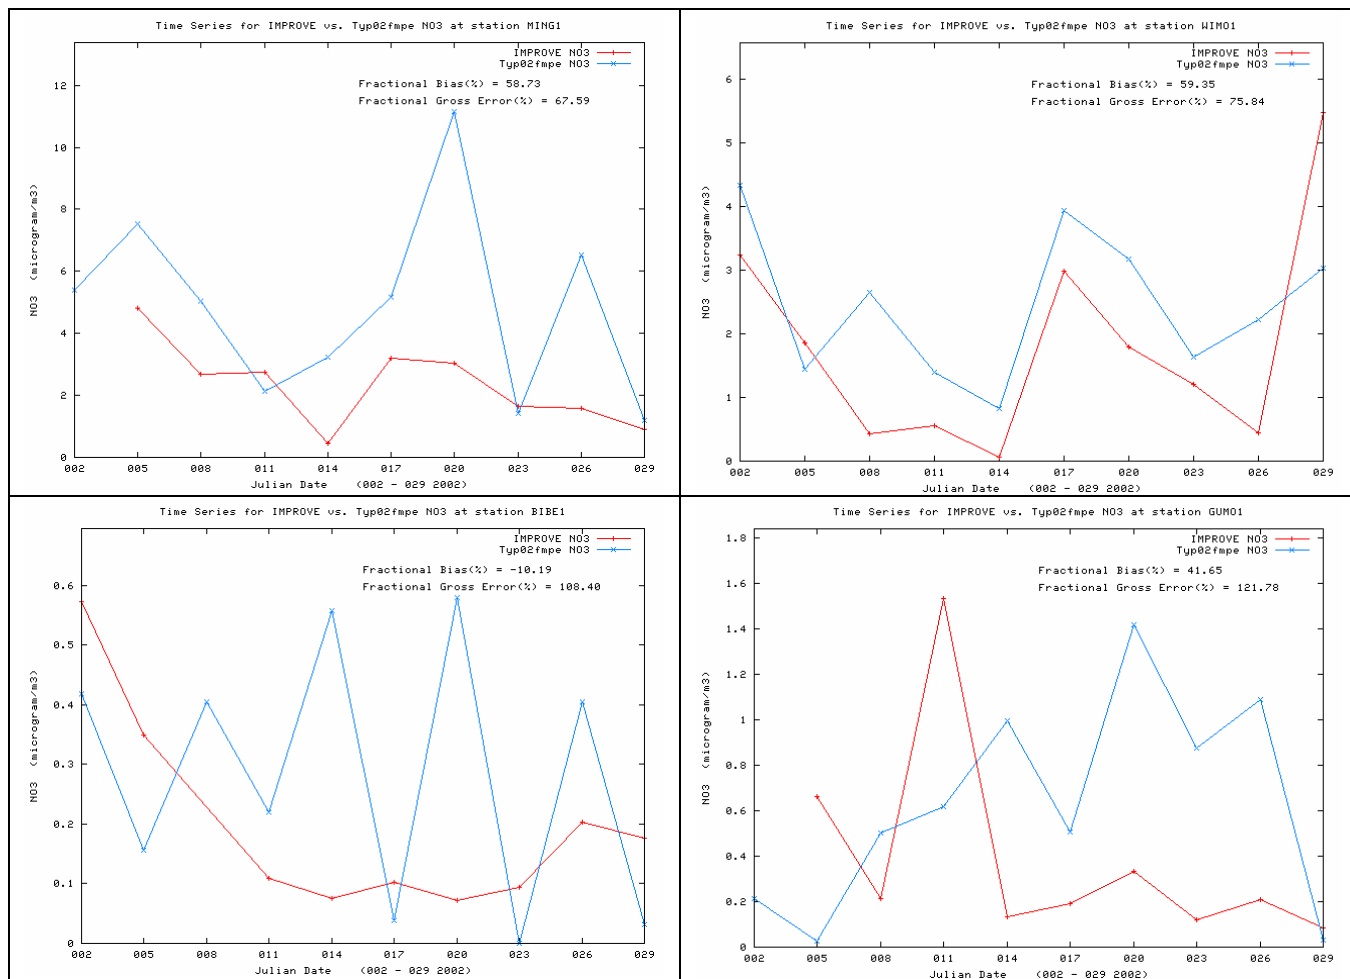 Time Series for IMPROVE vs. Typ02fmpe NO3 at station MING1
IMPROVE NO3
Typ02fmpe NO3
Fractional Bias(%) = 58.73
Fractional Gross Error(%) = 67.59
NO3 (microgram/m3)
12
10
8
6
4
2
0
002 005 008 011 014 017 020 023 026 029
Julian Date (002 - 029 2002)
Time Series for IMPROVE vs. Typ02fmpe NO3 at station WIMO1
IMPROVE NO3
Typ02fmpe NO3
Fractional Bias(%) = 59.35
Fractional Gross Error(%) = 75.84
NO3 (microgram/m3)
6
5
4
3
2
1
0
002 005 008 011 014 017 020 023 026 029
Julian Date (002 - 029 2002)
Time Series for IMPROVE vs. Typ02fmpe NO3 at station BIBE1
IMPROVE NO3
Typ02fmpe NO3
Fractional Bias(%) = -10.19
Fractional Gross Error(%) = 108.40
NO3 (microgram/m3)
0.6
0.5
0.4
0.3
0.2
0.1
0
002 005 008 011 014 017 020 023 026 029
Julian Date (002 - 029 2002)
Time Series for IMPROVE vs. Typ02fmpe NO3 at station GUMO1
IMPROVE NO3
Typ02fmpe NO3
Fractional Bias(%) = 41.65
Fractional Gross Error(%) = 121.78
NO3 (microgram/m3)
1.8
1.6
1.4
1.2
1
0.8
0.6
0.4
0.2
0
002 005 008 011 014 017 020 023 026 029
Julian Date (002 - 029 2002)